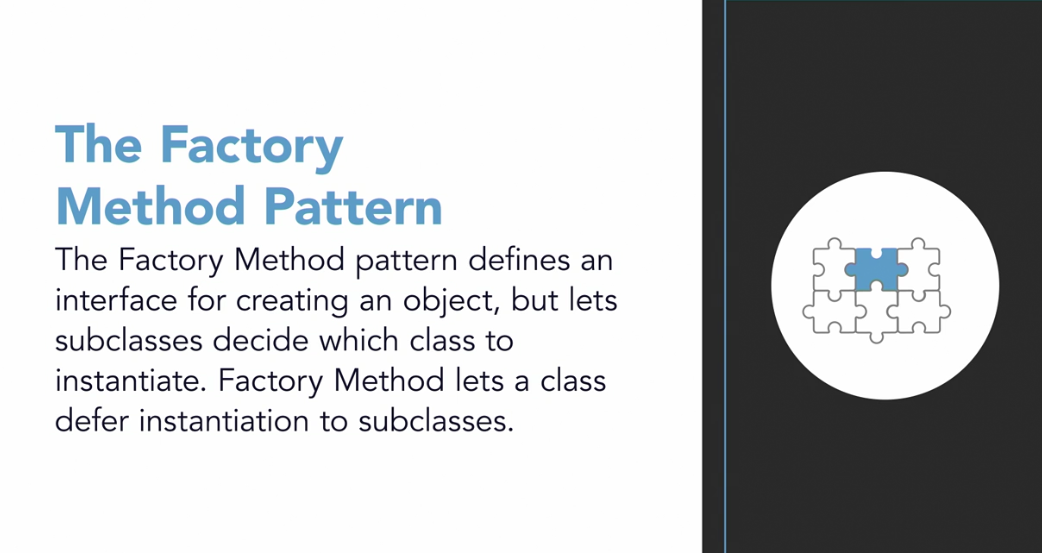 The Factory
Method Pattern
The Factory Method pattern defines an
interface for creating an object, but lets
subclasses decide which class to
instantiate. Factory Method lets a class
defer instantiation to subclasses.